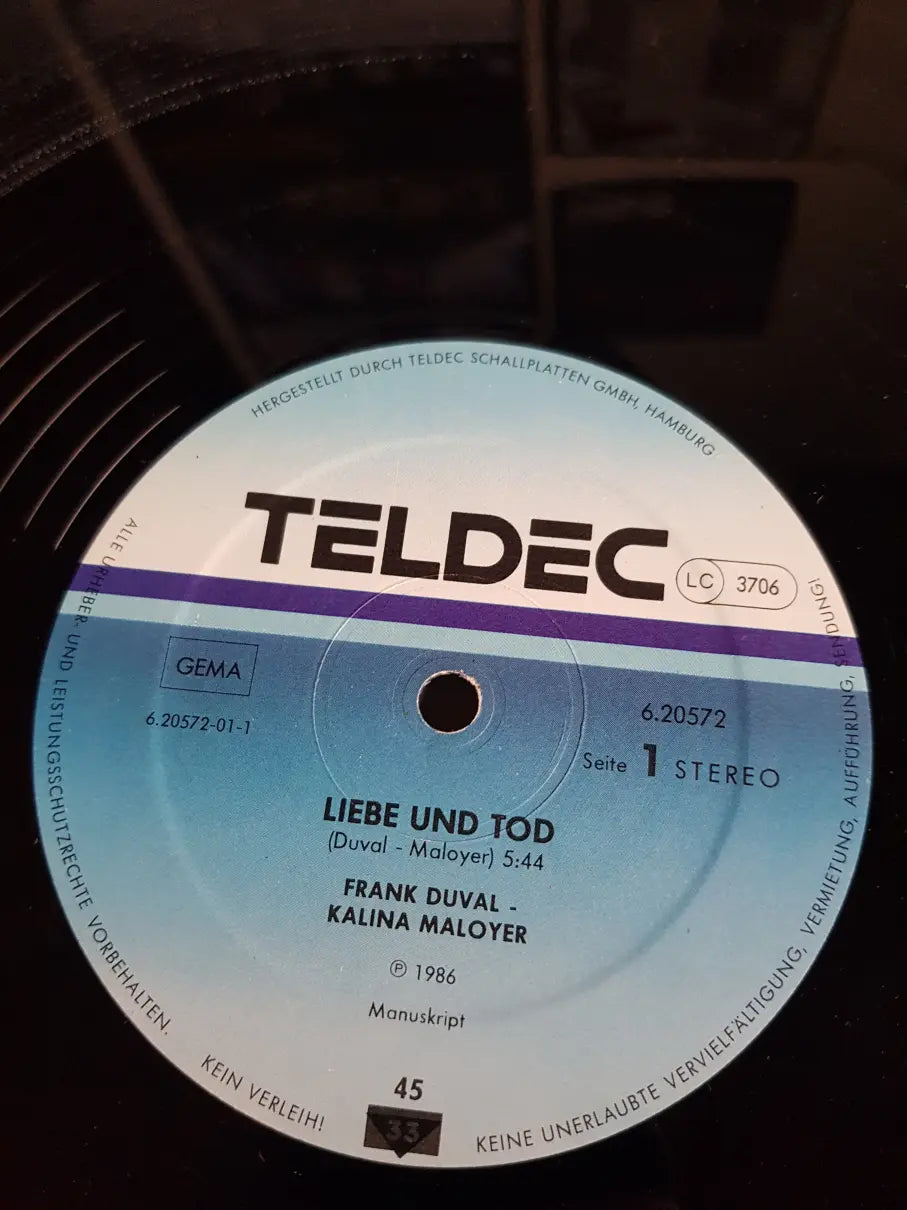 HERGESTELLT DURCH TELDEC SCHALLPLATTEN GMBH, HAMBURG
TELDEC
LC 3706
GEMA
6.20572-01-1
6.20572
Seite 1 STEREO
LIEBE UND TOD
(Duval - Maloyer) 5:44
FRANK DUVAL -
KALINA MALOYER
℗ 1986
Manuskript
45
33
ALLE URHEBER- UND LEISTUNGSSCHUTZRECHTE VORBEHALTEN.
KEIN VERLEIH!
KEINE UNERLAUBTE VERVIELFÄLTIGUNG, VERMIETUNG, AUFFÜHRUNG, SENDUNG!